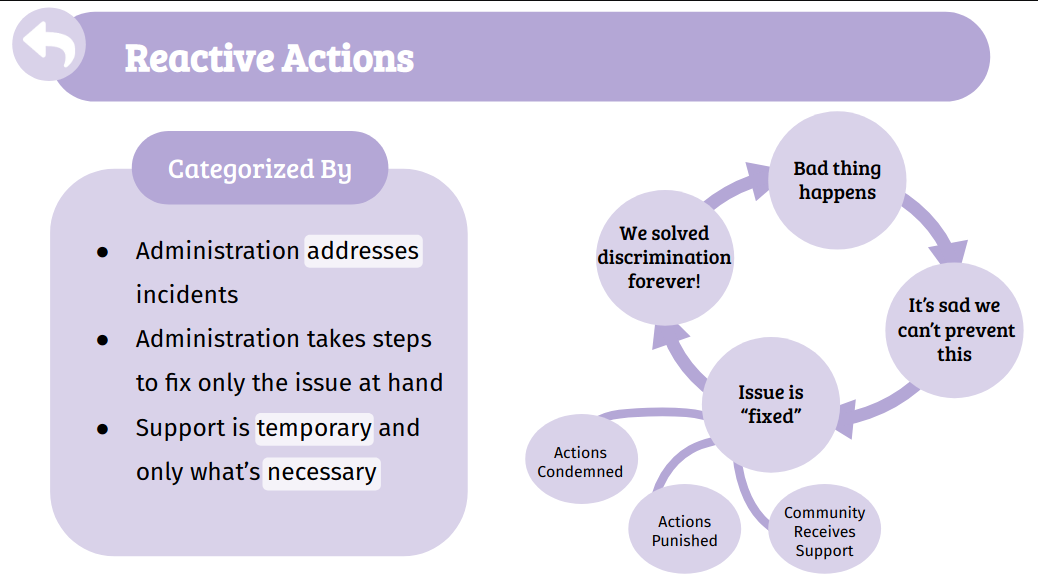 Reactive Actions
Categorized By
● Administration addresses
incidents
● Administration takes steps
to fix only the issue at hand
● Support is temporary and
only what's necessary
Bad thing
happens
It's sad we
can't prevent
this
Issue is
“fixed”
Actions
Condemned
Actions
Punished
Community
Receives
Support
We solved
discrimination
forever!